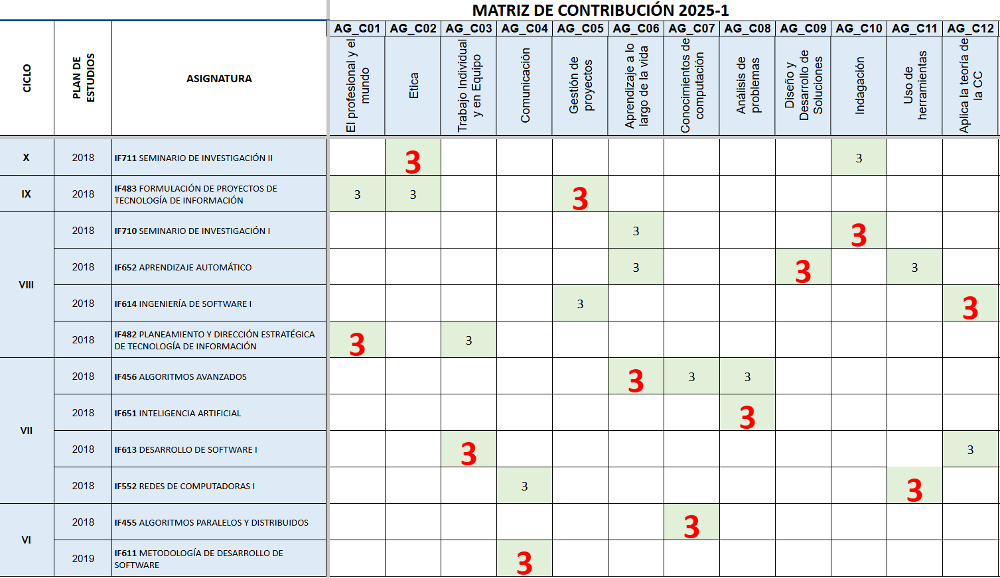 MATRIZ DE CONTRIBUCIÓN 2025-1
AG_C01 AG_C02 AG_C03 AG_C04 AG_C05 AG_C06 AG_C07 AG_C08 AG_C09 AG_C10 AG_C11 AG_C12
CICLO
PLAN DE
ESTUDIOS
ASIGNATURA
El profesional y el
mundo
Etica
Trabajo Individual
y en Equipo
Comunicación
Gestión de
proyectos
Aprendizaje a lo
largo de la vida
Conocimientos de
computación
Análisis de
problemas
Diseño y
Desarrollo de
Soluciones
Indagación
Uso de
herramientas
Aplica la teoría de
la CC
X 2018 IF711 SEMINARIO DE INVESTIGACIÓN II 3 3
IX 2018 IF483 FORMULACIÓN DE PROYECTOS DE
TECNOLOGÍA DE INFORMACIÓN 3 3 3
VIII
2018 IF710 SEMINARIO DE INVESTIGACIÓN I 3 3
2018 IF652 APRENDIZAJE AUTOMÁTICO 3 3 3
2018 IF614 INGENIERÍA DE SOFTWARE I 3 3
2018 IF482 PLANEAMIENTO Y DIRECCIÓN ESTRATÉGICA
DE TECNOLOGÍA DE INFORMACIÓN 3 3
VII
2018 IF456 ALGORITMOS AVANZADOS 3 3 3
2018 IF651 INTELIGENCIA ARTIFICIAL 3
2018 IF613 DESARROLLO DE SOFTWARE I 3 3
2018 IF552 REDES DE COMPUTADORAS I 3 3
VI
2018 IF455 ALGORITMOS PARALELOS Y DISTRIBUIDOS 3
2019 IF611 METODOLOGÍA DE DESARROLLO DE
SOFTWARE 3